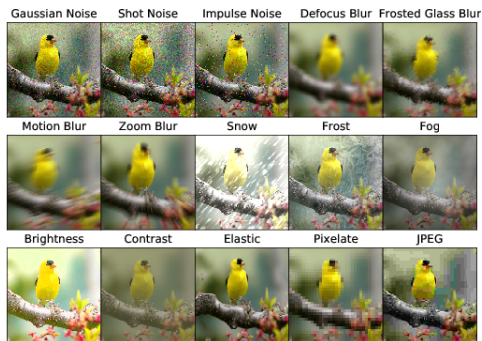 Gaussian Noise Shot Noise Impulse Noise Defocus Blur Frosted Glass Blur
Motion Blur Zoom Blur Snow Frost Fog
Brightness Contrast Elastic Pixelate JPEG